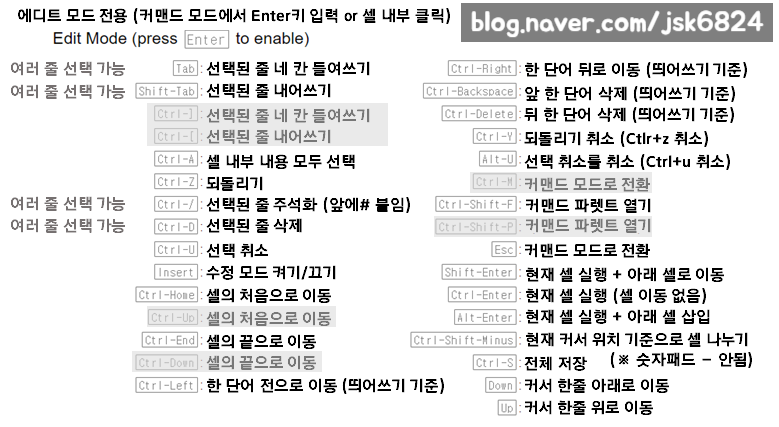 에디트 모드 전용 (커맨드 모드에서 Enter키 입력 or 셀 내부 클릭)
blog.naver.com/jsk6824
Edit Mode (press Enter to enable)
여러 줄 선택 가능 Tab : 선택된 줄 네 칸 들여쓰기
여러 줄 선택 가능 Shift-Tab : 선택된 줄 내어쓰기
Ctrl-] : 선택된 줄 네 칸 들여쓰기
Ctrl-[ : 선택된 줄 내어쓰기
Ctrl-A : 셀 내부 내용 모두 선택
Ctrl-Z : 되돌리기
여러 줄 선택 가능 Ctrl-/ : 선택된 줄 주석화 (앞에# 붙임)
여러 줄 선택 가능 Ctrl-D : 선택된 줄 삭제
Ctrl-U : 선택 취소
Insert : 수정 모드 켜기/끄기
Ctrl-Home : 셀의 처음으로 이동
Ctrl-Up : 셀의 처음으로 이동
Ctrl-End : 셀의 끝으로 이동
Ctrl-Down : 셀의 끝으로 이동
Ctrl-Left : 한 단어 전으로 이동 (띄어쓰기 기준)
Ctrl-Right : 한 단어 뒤로 이동 (띄어쓰기 기준)
Ctrl-Backspace : 앞 한 단어 삭제 (띄어쓰기 기준)
Ctrl-Delete : 뒤 한 단어 삭제 (띄어쓰기 기준)
Ctrl-Y : 되돌리기 취소 (Ctlr+z 취소)
Alt-U : 선택 취소를 취소 (Ctrl+u 취소)
Ctrl-M : 커맨드 모드로 전환
Ctrl-Shift-F : 커맨드 파렛트 열기
Ctrl-Shift-P : 커맨드 파렛트 열기
Esc : 커맨드 모드로 전환
Shift-Enter : 현재 셀 실행 + 아래 셀로 이동
Ctrl-Enter : 현재 셀 실행 (셀 이동 없음)
Alt-Enter : 현재 셀 실행 + 아래 셀 삽입
Ctrl-Shift-Minus : 현재 커서 위치 기준으로 셀 나누기
Ctrl-S : 전체 저장 (※ 숫자패드 - 안됨)
Down : 커서 한줄 아래로 이동
Up : 커서 한줄 위로 이동